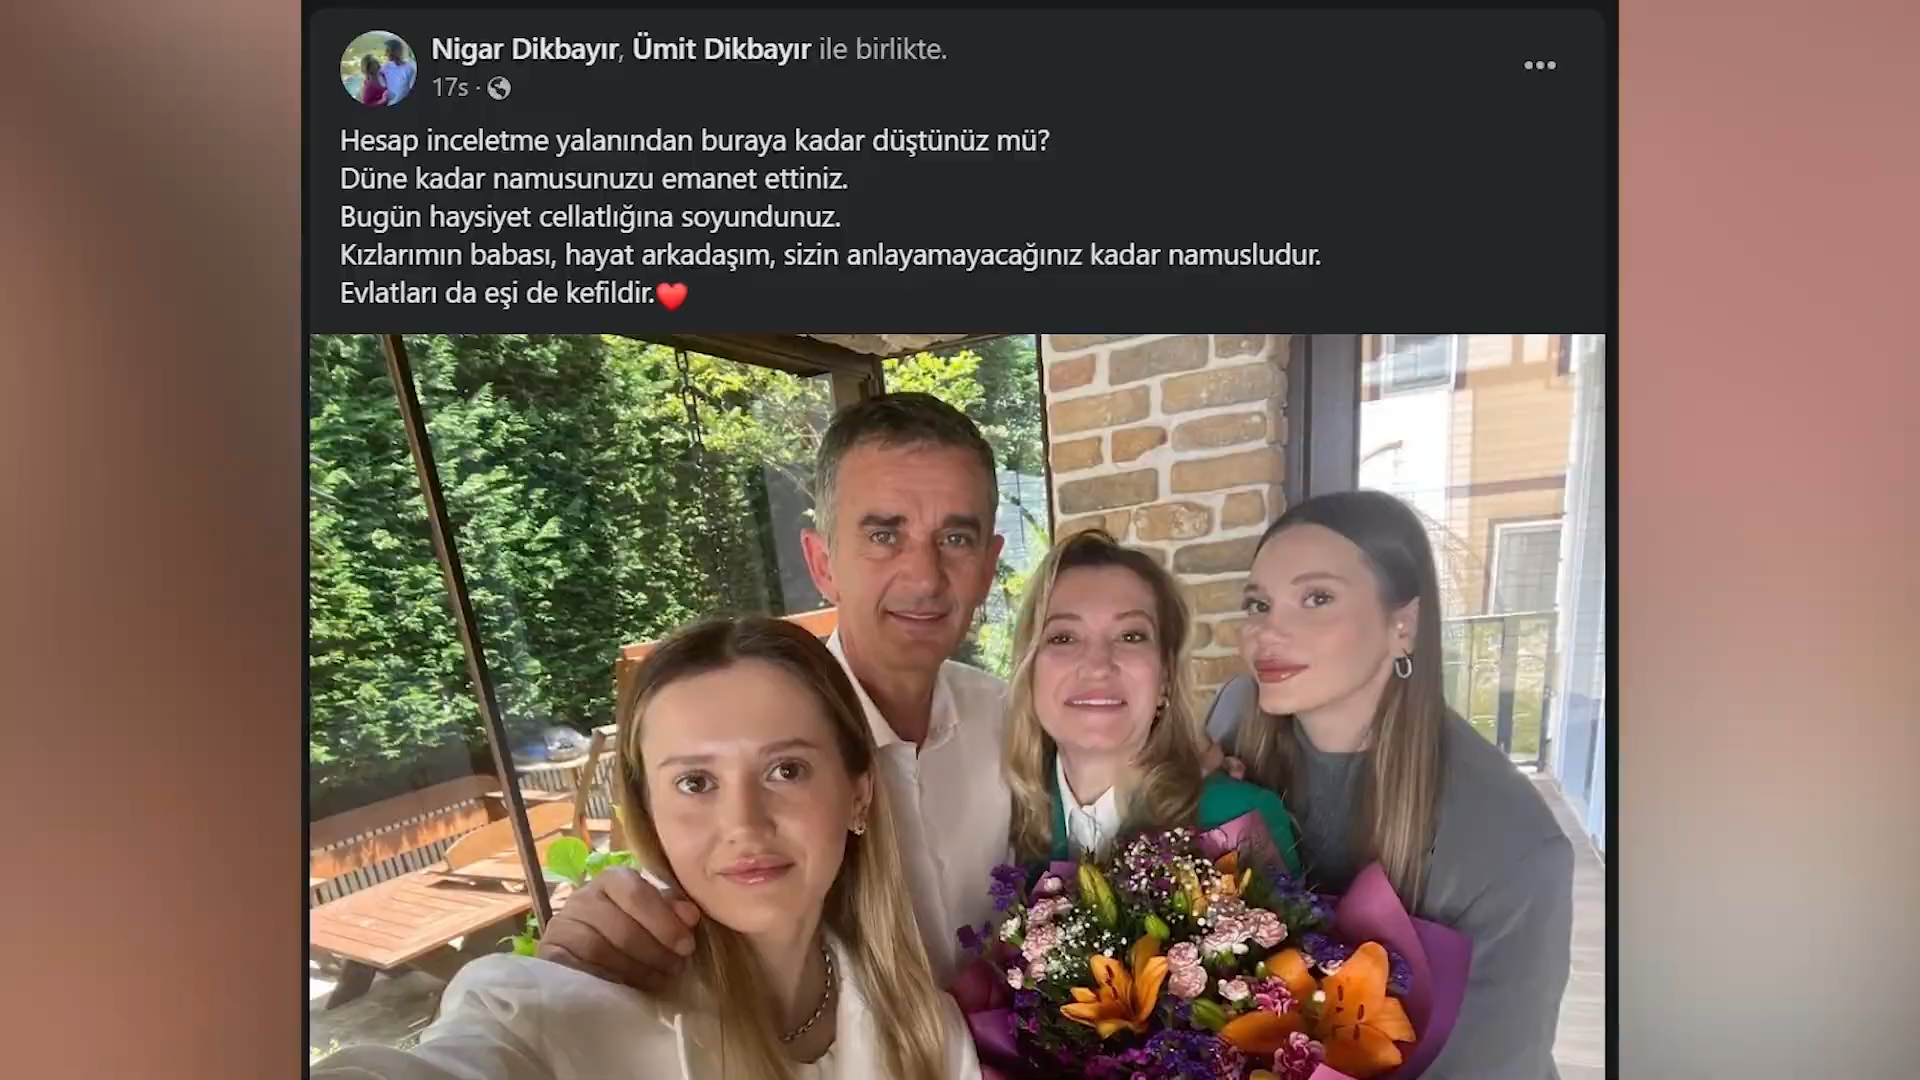 Nigar Dikbayır, Ümit Dikbayır ile birlikte.
17s ·
Hesap inceletme yalanından buraya kadar düştünüz mü?
Düne kadar namusunuzu emanet ettiniz.
Bugün haysiyet cellatlığına soyundunuz.
Kızlarımın babası, hayat arkadaşım, sizin anlayamayacağınız kadar namusludur.
Evlatları da eşi de kefildir.❤️